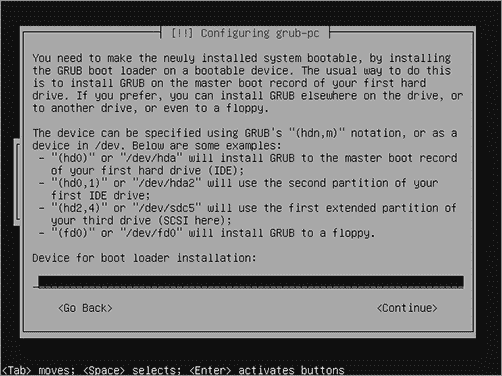 [!!] Configuring grub-pc
You need to make the newly installed system bootable, by installing
the GRUB boot loader on a bootable device. The usual way to do this
is to install GRUB on the master boot record of your first hard
drive. If you prefer, you can install GRUB elsewhere on the drive, or
to another drive, or even to a floppy.
The device can be specified using GRUB's "(hdn,m)" notation, or as a
device in /dev. Below are some examples:
- "(hd0)" or "/dev/hda" will install GRUB to the master boot record
of your first hard drive (IDE);
- "(hd0,1)" or "/dev/hda2" will use the second partition of your
first IDE drive;
- "(hd2,4)" or "/dev/sdc5" will use the first extended partition of
your third drive (SCSI here);
- "(fd0)" or "/dev/fd0" will install GRUB to a floppy.
Device for boot loader installation:
<Go Back> <Continue>
<Tab> moves; <Space> selects; <Enter> activates buttons